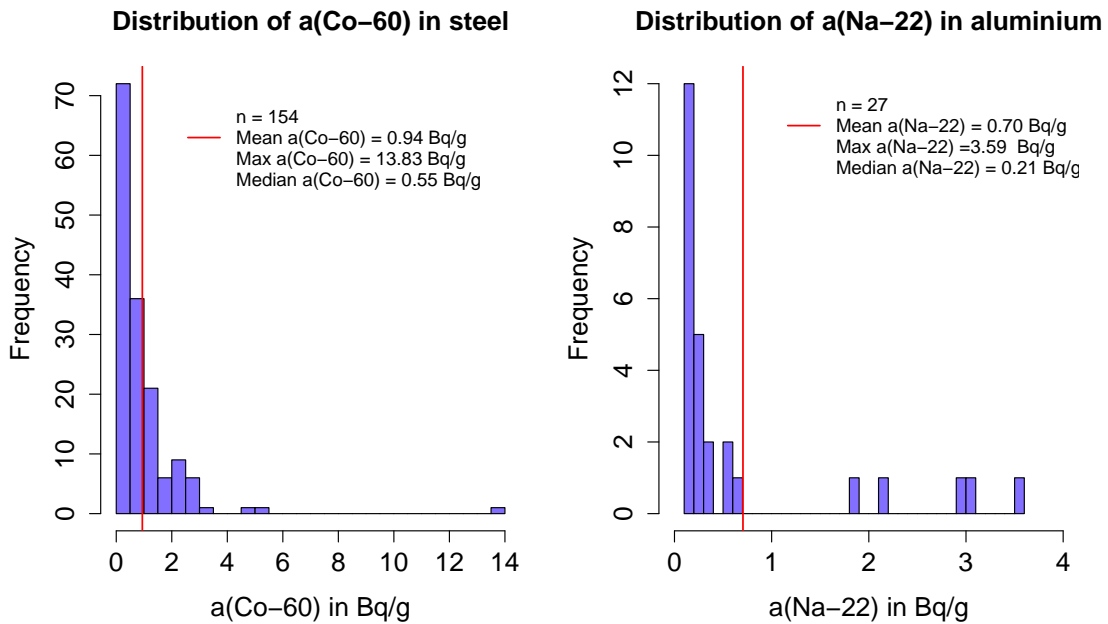 Distribution of a(Co−60) in steel
n = 154
Mean a(Co−60) = 0.94 Bq/g
Max a(Co−60) = 13.83 Bq/g
Median a(Co−60) = 0.55 Bq/g
Frequency
70
60
50
40
30
20
10
0
0 2 4 6 8 10 12 14
a(Co−60) in Bq/g
Distribution of a(Na−22) in aluminium
n = 27
Mean a(Na−22) = 0.70 Bq/g
Max a(Na−22) =3.59 Bq/g
Median a(Na−22) = 0.21 Bq/g
Frequency
12
10
8
6
4
2
0
0 1 2 3 4
a(Na−22) in Bq/g